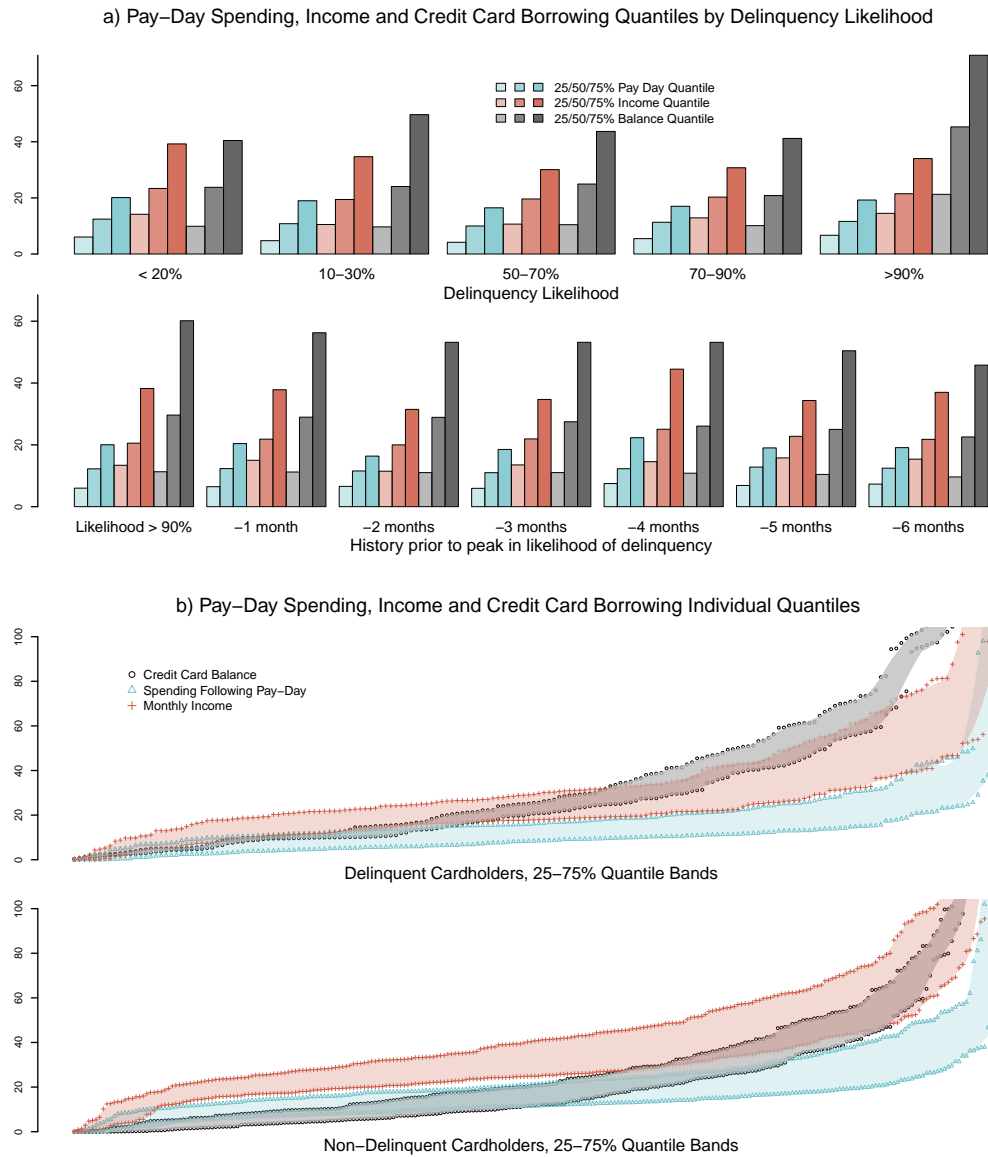 a) Pay−Day Spending, Income and Credit Card Borrowing Quantiles by Delinquency Likelihood
60
40
20
0
25/50/75% Pay Day Quantile
25/50/75% Income Quantile
25/50/75% Balance Quantile
< 20% 10−30% 50−70% 70−90% >90%
Delinquency Likelihood
60
40
20
0
Likelihood > 90% −1 month −2 months −3 months −4 months −5 months −6 months
History prior to peak in likelihood of delinquency
b) Pay−Day Spending, Income and Credit Card Borrowing Individual Quantiles
100
80
60
40
20
0
Credit Card Balance
Spending Following Pay−Day
Monthly Income
Delinquent Cardholders, 25−75% Quantile Bands
100
80
60
40
20
0
Non−Delinquent Cardholders, 25−75% Quantile Bands